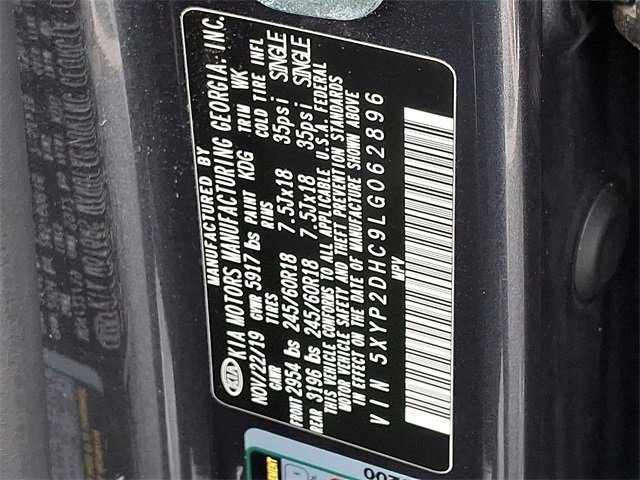 MANUFACTURED BY
KIA KIA MOTORS MANUFACTURING GEORGIA. INC.
NOV/22/19 GVWR 5917 lbs PAINT KDG TRIM WK
GAWR TIRES RIMS COLD TIRE INFL
FRONT 2954 lbs 245/60R18 7.5Jx18 35psi SINGLE
REAR 3196 lbs 245/60R18 7.5Jx18 35psi SINGLE
THIS VEHICLE CONFORMS TO ALL APPLICABLE U.S.A. FEDERAL
MOTOR VEHICLE SAFETY AND THEFT PREVENTION STANDARDS
IN EFFECT ON THE DATE OF MANUFACTURE SHOWN ABOVE
VIN 5XYP2DHC9LG062896
MPV